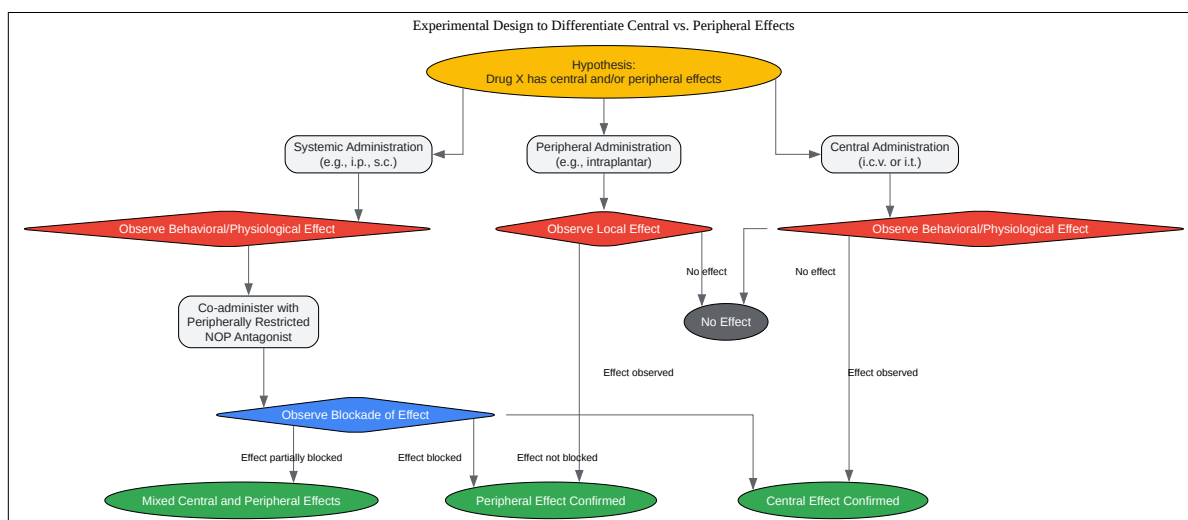 Experimental Design to Differentiate Central vs. Peripheral Effects
Hypothesis:
Drug X has central and/or peripheral effects
Systemic Administration
(e.g., i.p., s.c.)
Peripheral Administration
(e.g., intraplantar)
Central Administration
(i.c.v. or i.t.)
Observe Behavioral/Physiological Effect
Observe Local Effect
Observe Behavioral/Physiological Effect
No effect
No effect
Co-administer with
Peripherally Restricted
NOP Antagonist
No Effect
Effect observed
Effect observed
Observe Blockade of Effect
Effect partially blocked
Effect blocked
Effect not blocked
Mixed Central and Peripheral Effects
Peripheral Effect Confirmed
Central Effect Confirmed